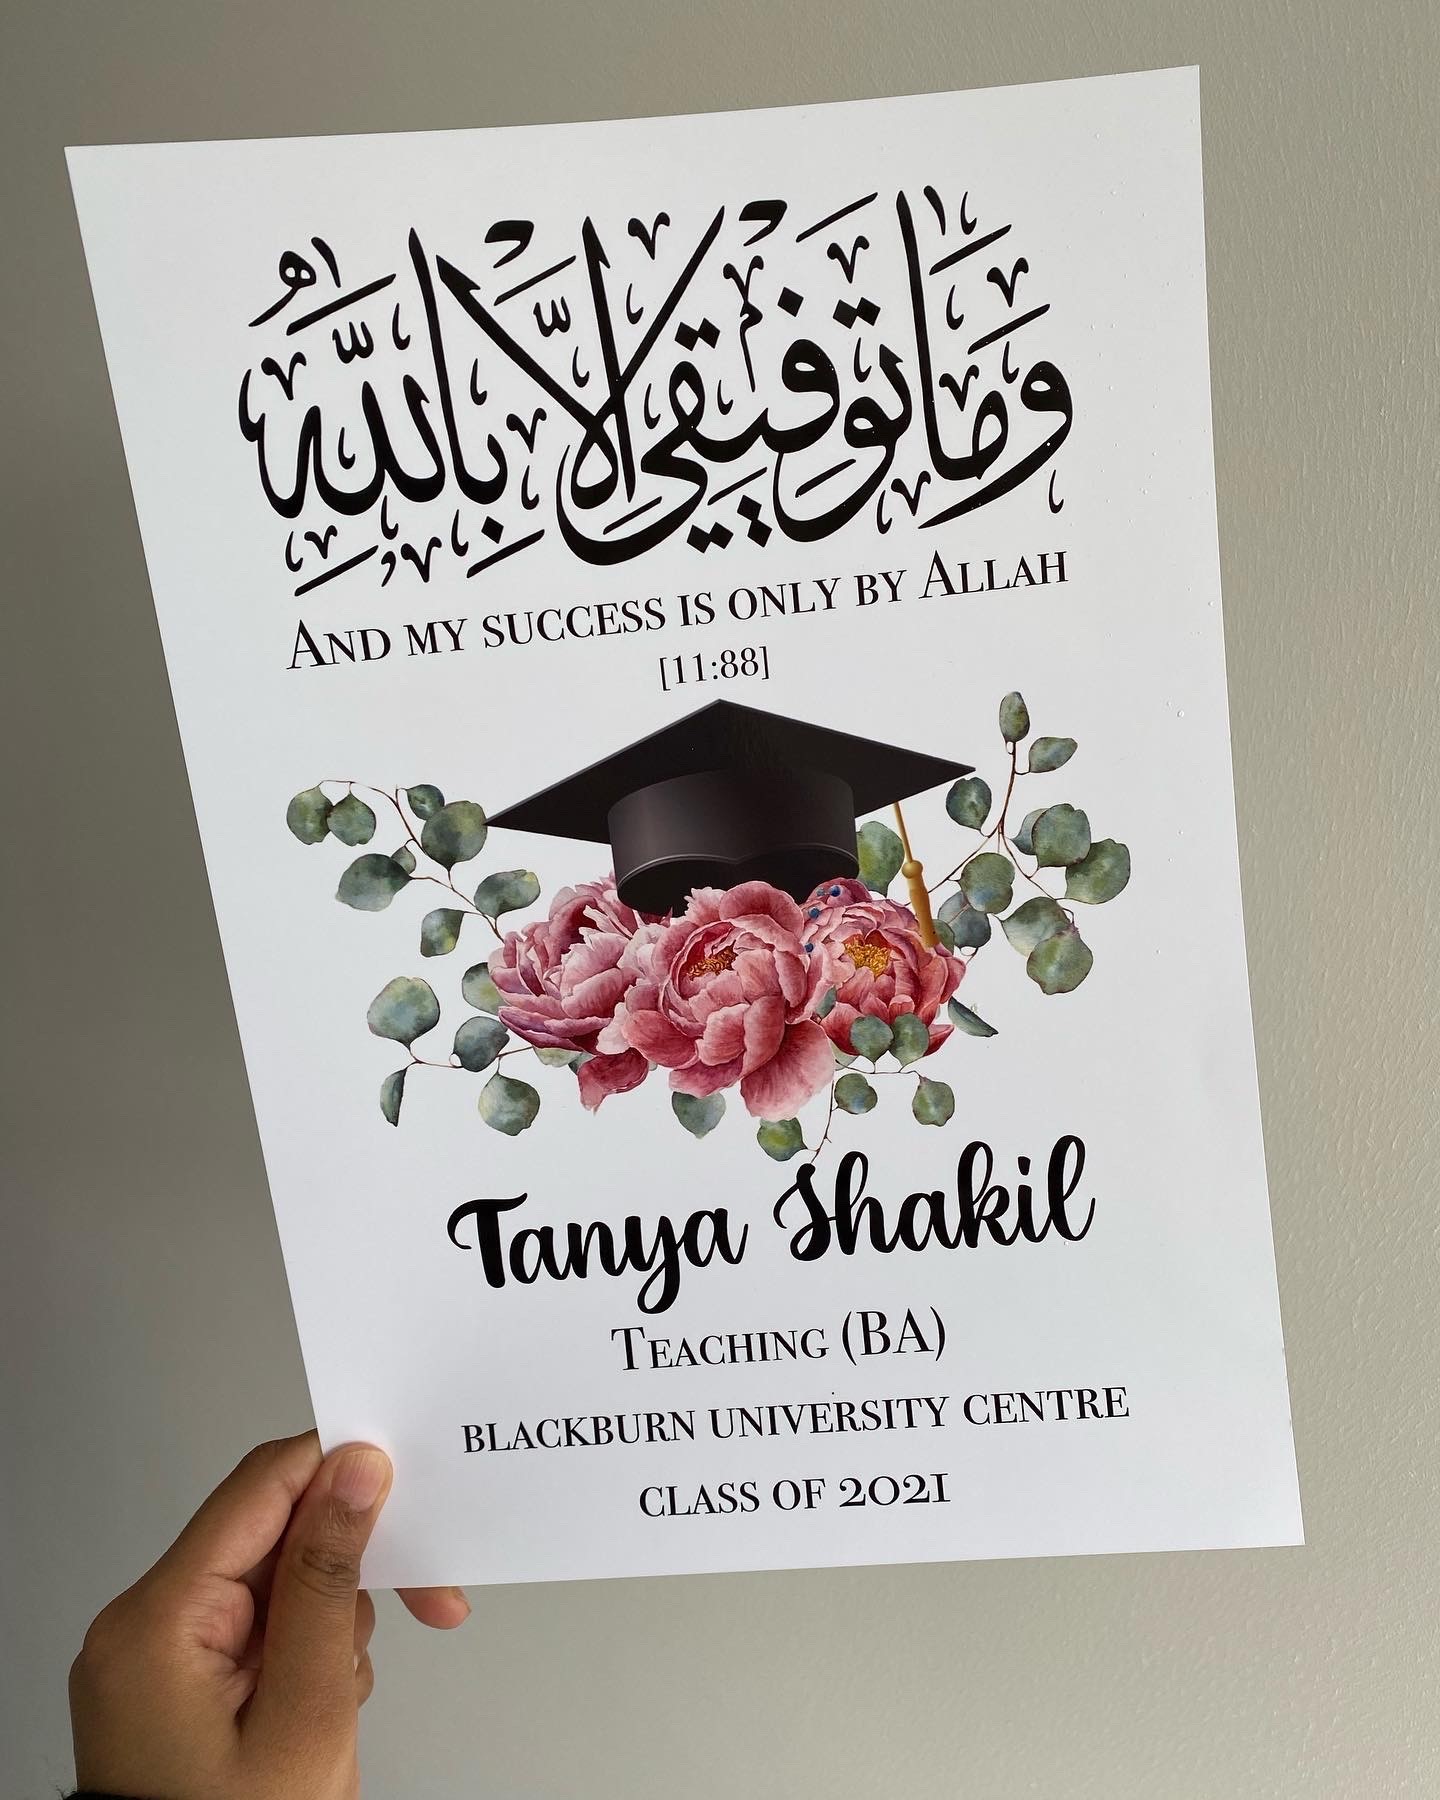 وَمَا تَوْفِيقِي إِلَّا بِاللَّهِ
And my success is only by Allah
[11:88]
Tanya Shakil
Teaching (BA)
blackburn university centre
class of 2021